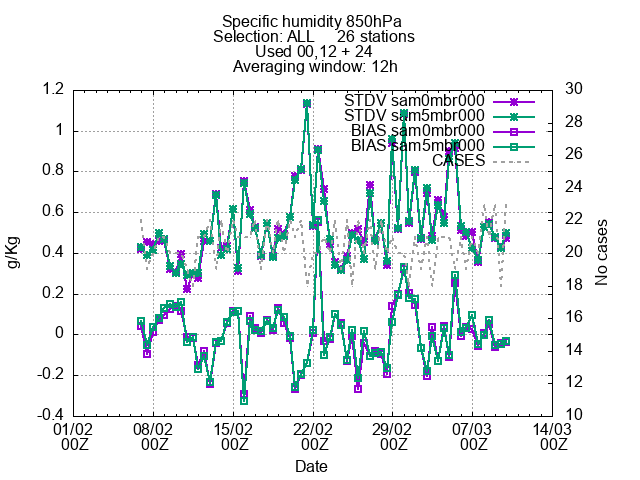 Specific humidity 850hPa
Selection: ALL 26 stations
Used 00,12 + 24
Averaging window: 12h
1.2
1
0.8
0.6
0.4
0.2
0
-0.2
-0.4
g/Kg
30
28
26
24
22
20
18
16
14
12
10
No cases
STDV sam0mbr000
STDV sam5mbr000
BIAS sam0mbr000
BIAS sam5mbr000
CASES
01/02 08/02 15/02 22/02 29/02 07/03 14/03
00Z 00Z 00Z 00Z 00Z 00Z 00Z
Date